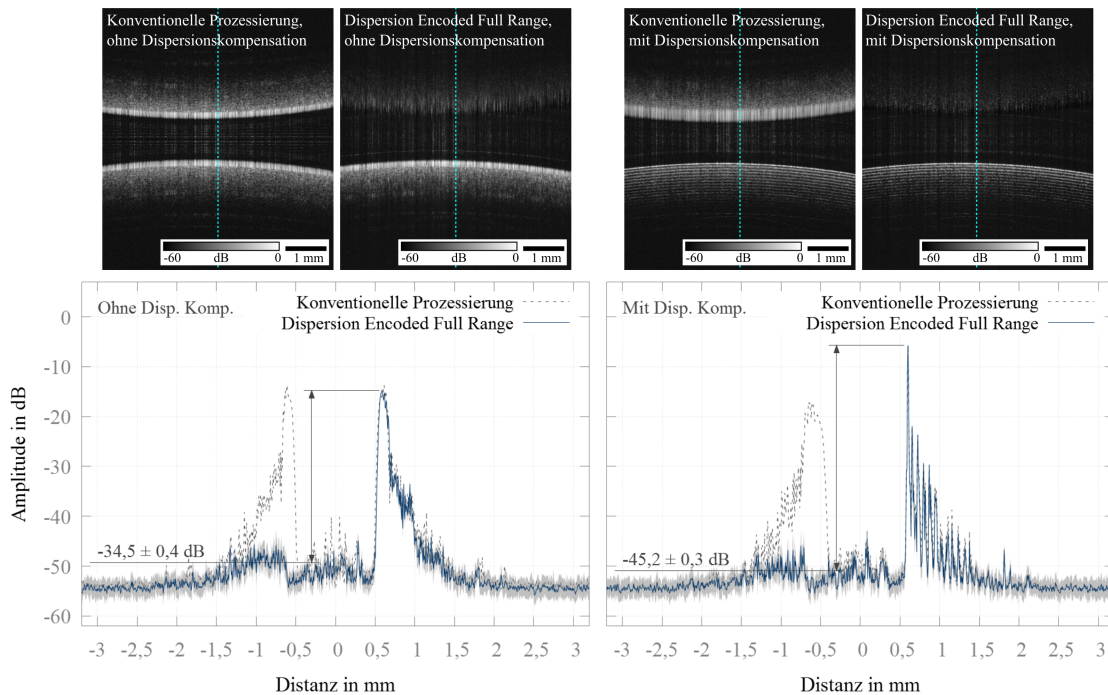 Konventionelle Prozessierung,
ohne Dispersionskompensation
Dispersion Encoded Full Range,
ohne Dispersionskompensation
Konventionelle Prozessierung,
mit Dispersionskompensation
Dispersion Encoded Full Range,
mit Dispersionskompensation
-60 dB 0 1 mm
-60 dB 0 1 mm
-60 dB 0 1 mm
-60 dB 0 1 mm
Amplitude in dB
0
-10
-20
-30
-40
-50
-60
Ohne Disp. Komp.
Konventionelle Prozessierung
Dispersion Encoded Full Range
-34,5 ± 0,4 dB
-3 -2,5 -2 -1,5 -1 -0,5 0 0,5 1 1,5 2 2,5 3
Distanz in mm
Mit Disp. Komp.
Konventionelle Prozessierung
Dispersion Encoded Full Range
-45,2 ± 0,3 dB
-3 -2,5 -2 -1,5 -1 -0,5 0 0,5 1 1,5 2 2,5 3
Distanz in mm